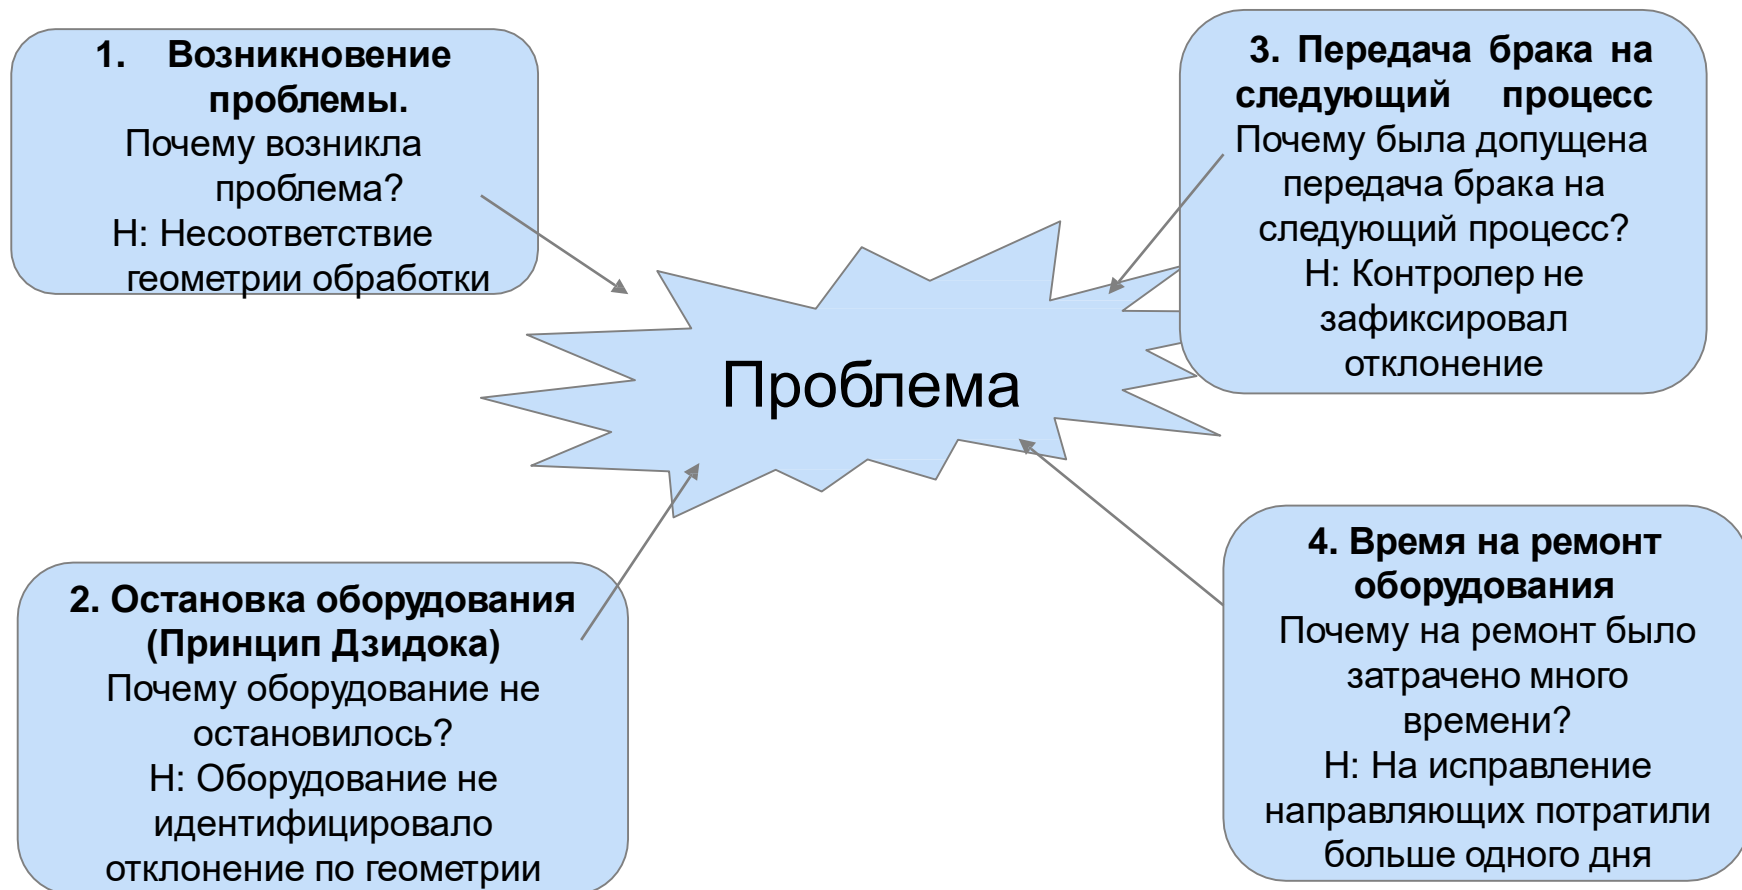 1. Возникновение
проблемы.
Почему возникла
проблема?
Н: Несоответствие
геометрии обработки
3. Передача брака на
следующий процесс
Почему была допущена
передача брака на
следующий процесс?
Н: Контролер не
зафиксировал
отклонение
Проблема
2. Остановка оборудования
(Принцип Дзидока)
Почему оборудование не
остановилось?
Н: Оборудование не
идентифицировало
отклонение по геометрии
4. Время на ремонт
оборудования
Почему на ремонт было
затрачено много
времени?
Н: На исправление
направляющих потратили
больше одного дня